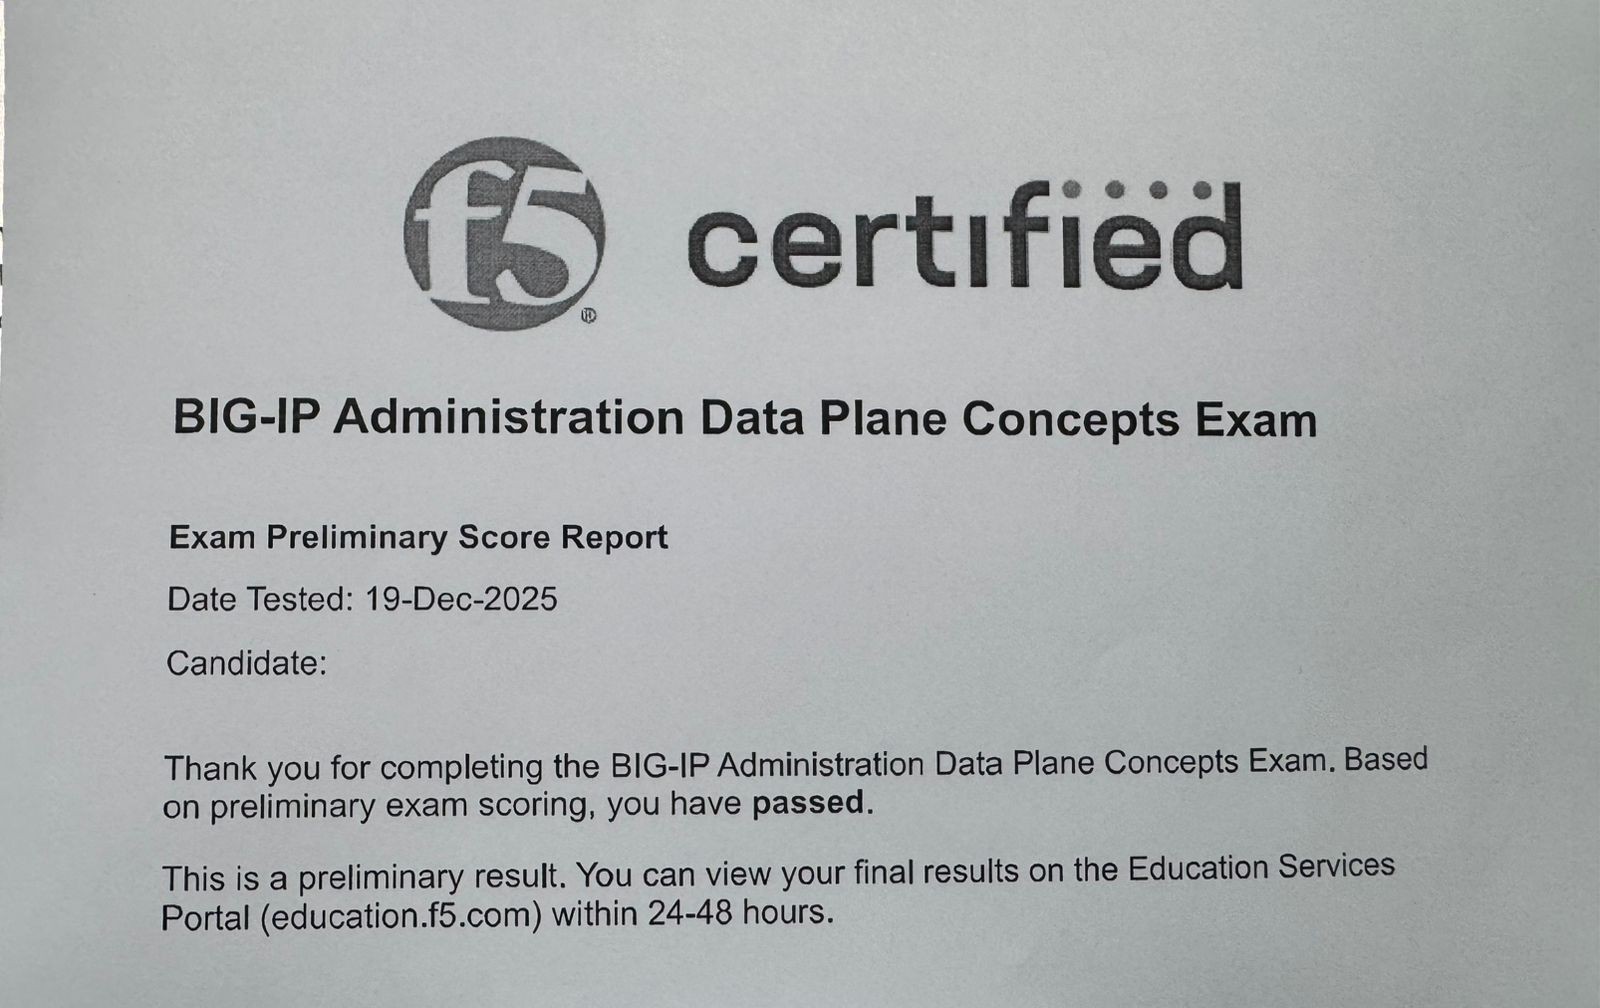 f5 certified
BIG-IP Administration Data Plane Concepts Exam
Exam Preliminary Score Report
Date Tested: 19-Dec-2025
Candidate:
Thank you for completing the BIG-IP Administration Data Plane Concepts Exam. Based
on preliminary exam scoring, you have passed.
This is a preliminary result. You can view your final results on the Education Services
Portal (education.f5.com) within 24-48 hours.